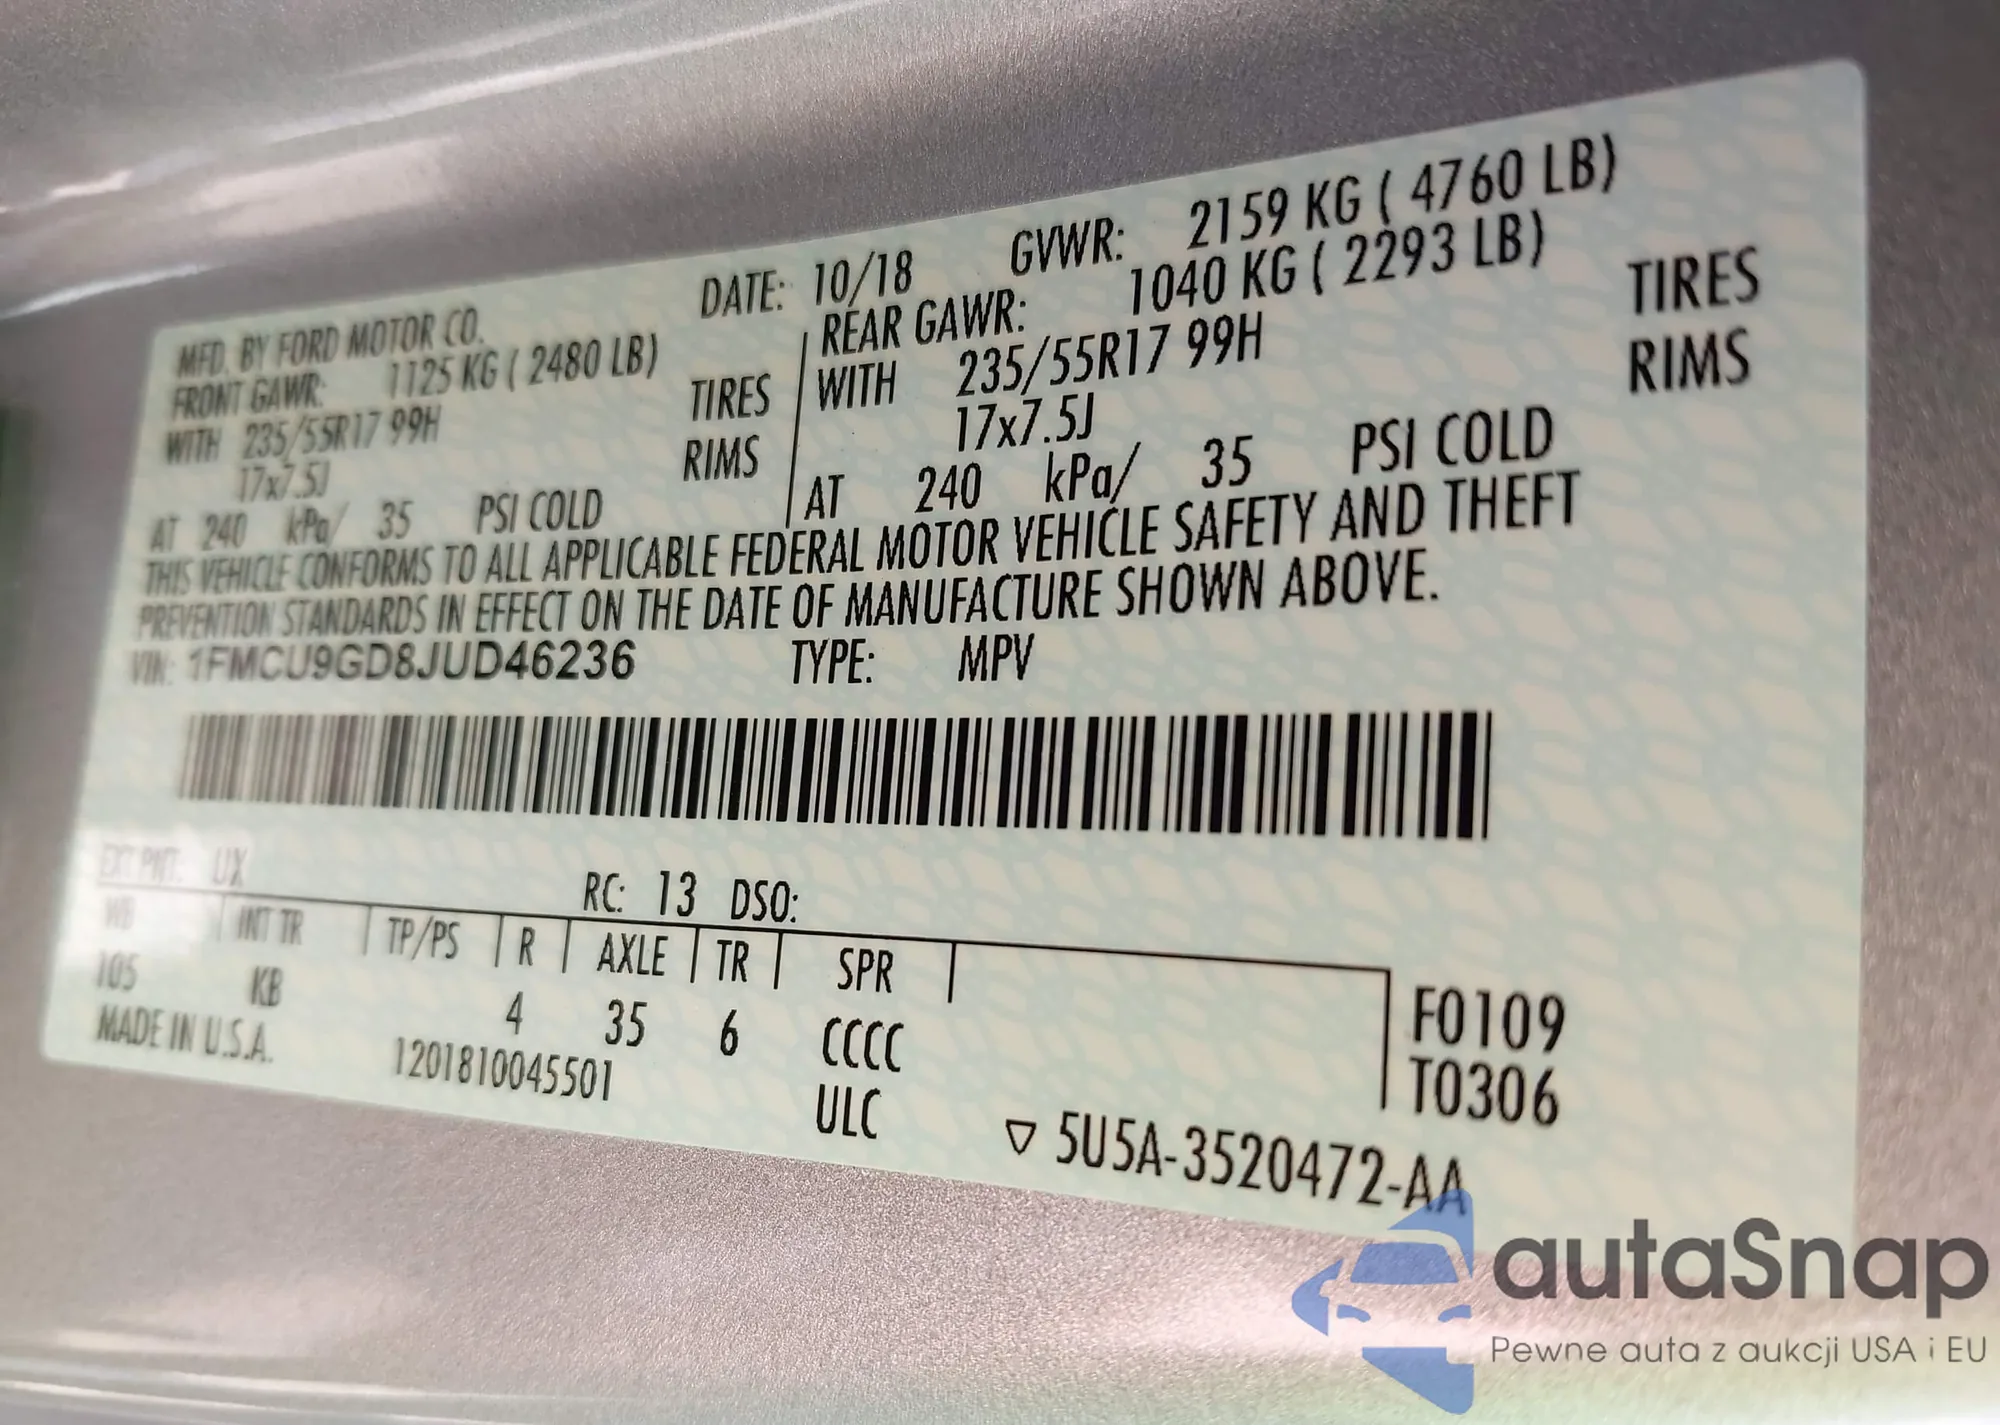 MFD. BY FORD MOTOR CO.
DATE: 10/18 GVWR: 2159 KG ( 4760 LB)
FRONT GAWR: 1125 KG ( 2480 LB)
REAR GAWR: 1040 KG ( 2293 LB)
WITH 235/55R17 99H TIRES
WITH 235/55R17 99H TIRES
17x7.5J RIMS
17x7.5J RIMS
AT 240 kPa/ 35 PSI COLD
AT 240 kPa/ 35 PSI COLD
THIS VEHICLE CONFORMS TO ALL APPLICABLE FEDERAL MOTOR VEHICLE SAFETY AND THEFT
PREVENTION STANDARDS IN EFFECT ON THE DATE OF MANUFACTURE SHOWN ABOVE.
VIN: 1FMCU9GD8JUD46236 TYPE: MPV
EXT PNT: UX RC: 13 DSO:
WB INT TR TP/PS R AXLE TR SPR
105 KB 4 35 6 CCCC F0109
MADE IN U.S.A. 1201810045501 ULC T0306
▽ 5U5A-3520472-AA
autaSnap
Pewne auta z aukcji USA i EU